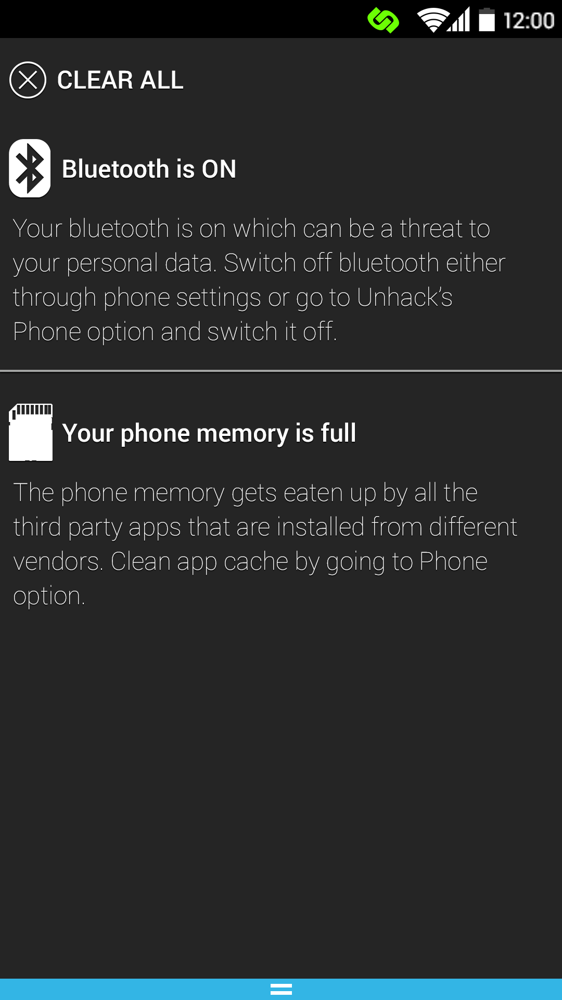 12:00
CLEAR ALL
Bluetooth is ON
Your bluetooth is on which can be a threat to
your personal data. Switch off bluetooth either
through phone settings or go to Unhack’s
Phone option and switch it off.
Your phone memory is full
The phone memory gets eaten up by all the
third party apps that are installed from different
vendors. Clean app cache by going to Phone
option.